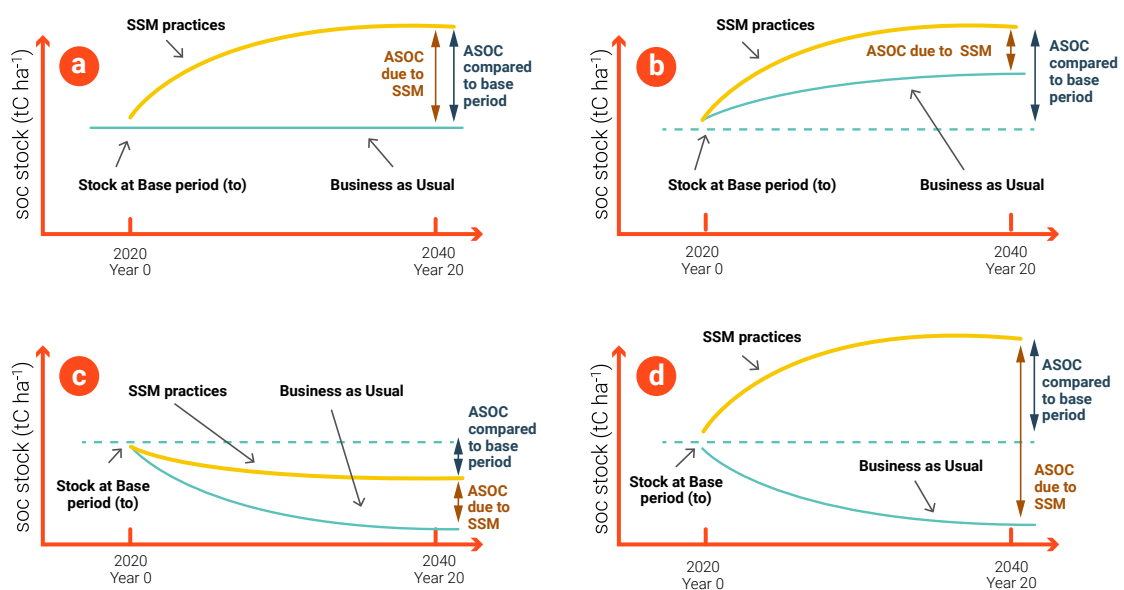 SSM practices
a
ASOC
due to
SSM
ASOC
compared
to base
period
soc stock (tC ha-1)
Stock at Base period (to)
Business as Usual
2020
Year 0
2040
Year 20
SSM practices
b
ASOC due to SSM
ASOC
compared
to base
period
soc stock (tC ha-1)
Stock at Base period (to)
Business as Usual
2020
Year 0
2040
Year 20
c
SSM practices
Business as Usual
ASOC
compared
to base
period
soc stock (tC ha-1)
Stock at Base
period (to)
ASOC
due to
SSM
2020
Year 0
2040
Year 20
SSM practices
d
ASOC
compared
to base
period
soc stock (tC ha-1)
Business as Usual
Stock at Base
period (to)
ASOC
due to
SSM
2020
Year 0
2040
Year 20